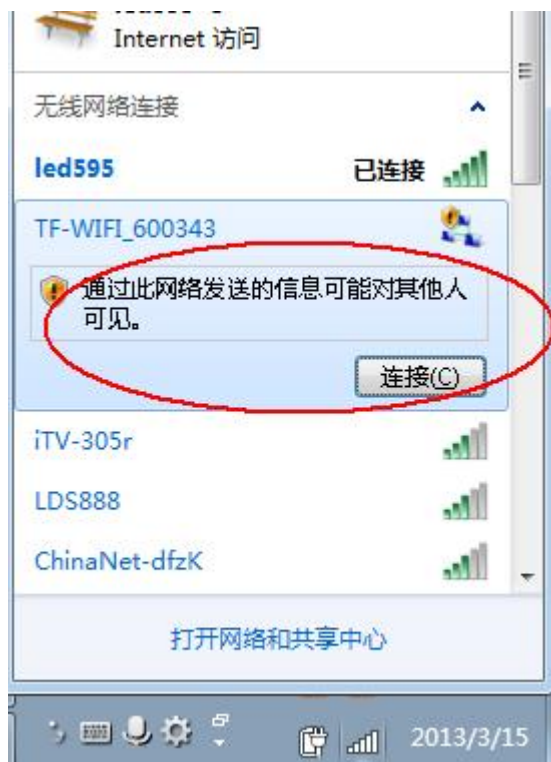 Internet 访问
无线网络连接
led595 已连接
TF-WIFI_600343
通过此网络发送的信息可能对其他人
可见。
连接(C)
iTV-305r
LDS888
ChinaNet-dfzK
打开网络和共享中心
2013/3/15